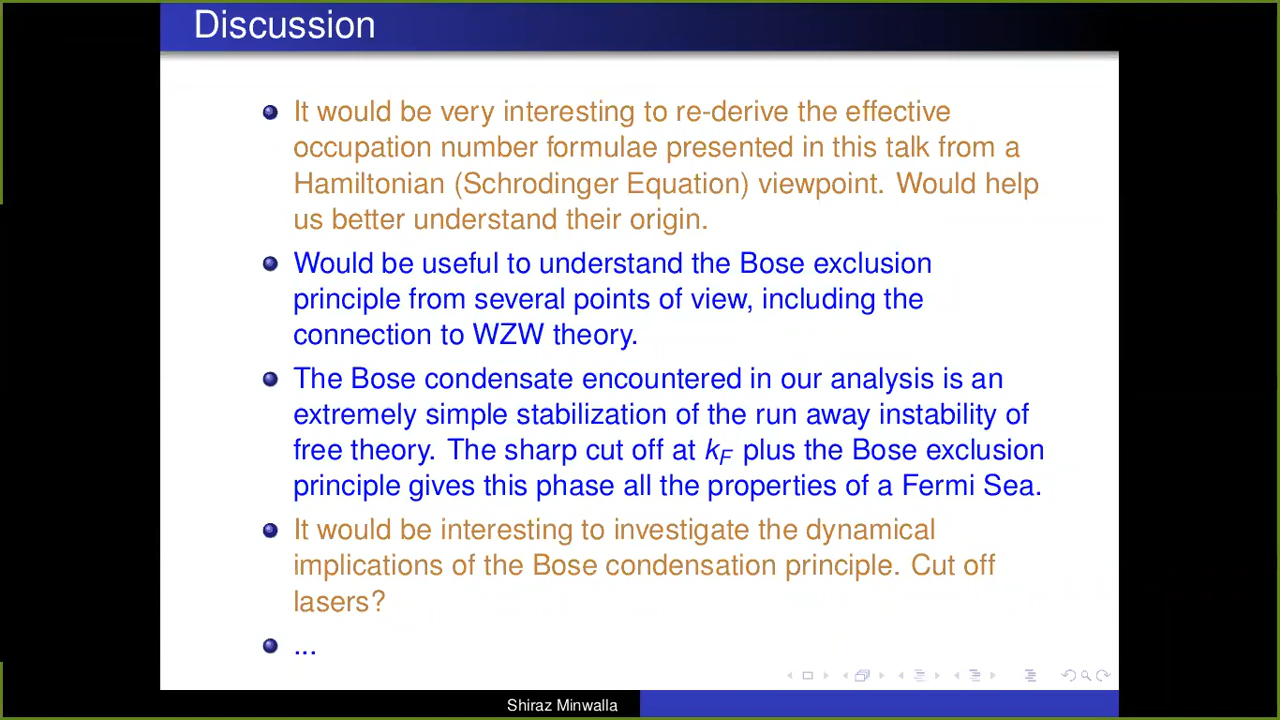 Discussion
It would be very interesting to re-derive the effective
occupation number formulae presented in this talk from a
Hamiltonian (Schrodinger Equation) viewpoint. Would help
us better understand their origin.
Would be useful to understand the Bose exclusion
principle from several points of view, including the
connection to WZW theory.
The Bose condensate encountered in our analysis is an
extremely simple stabilization of the run away instability of
free theory. The sharp cut off at k_F plus the Bose exclusion
principle gives this phase all the properties of a Fermi Sea.
It would be interesting to investigate the dynamical
implications of the Bose condensation principle. Cut off
lasers?
...
Shiraz Minwalla